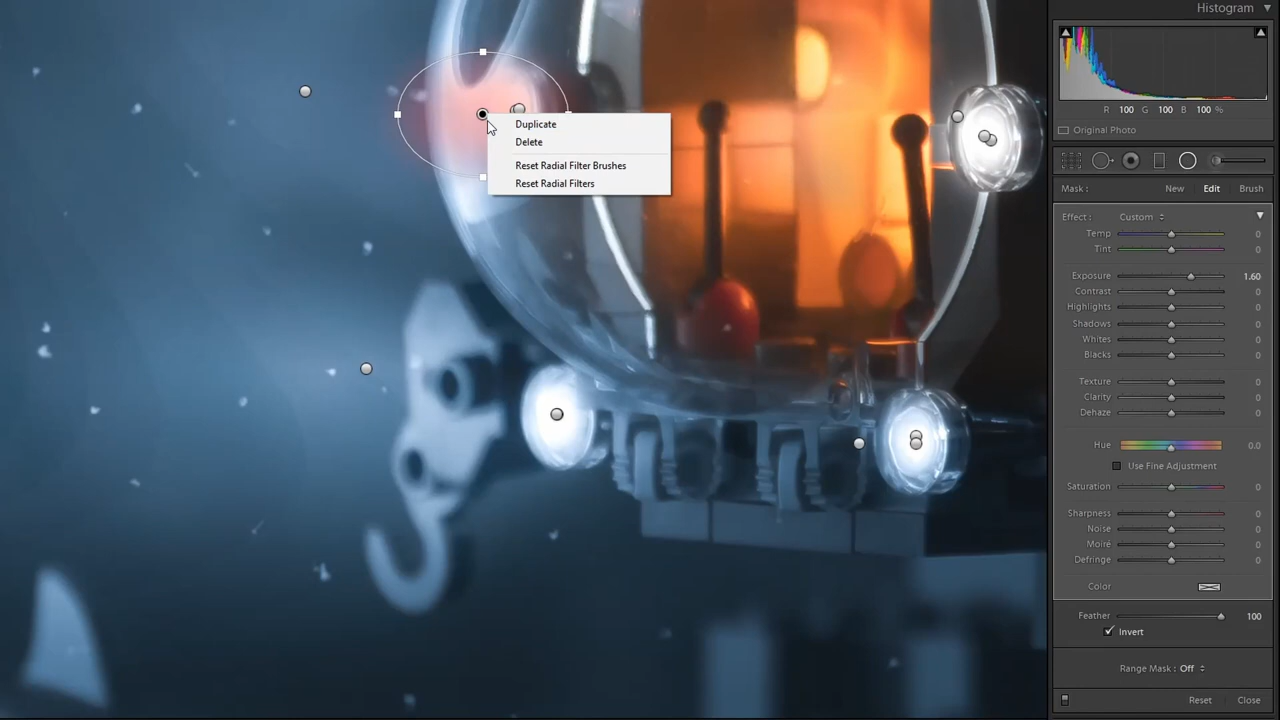 Histogram
R 100 G 100 B 100 %
Original Photo
Mask : New Edit Brush
Effect : Custom
Temp 0
Tint 0
Exposure 1.60
Contrast 0
Highlights 0
Shadows 0
Whites 0
Blacks 0
Texture 0
Clarity 0
Dehaze 0
Hue 0.0
Use Fine Adjustment
Saturation 0
Sharpness 0
Noise 0
Moiré 0
Defringe 0
Color
Feather 100
Invert
Range Mask : Off
Reset Close
Duplicate
Delete
Reset Radial Filter Brushes
Reset Radial Filters